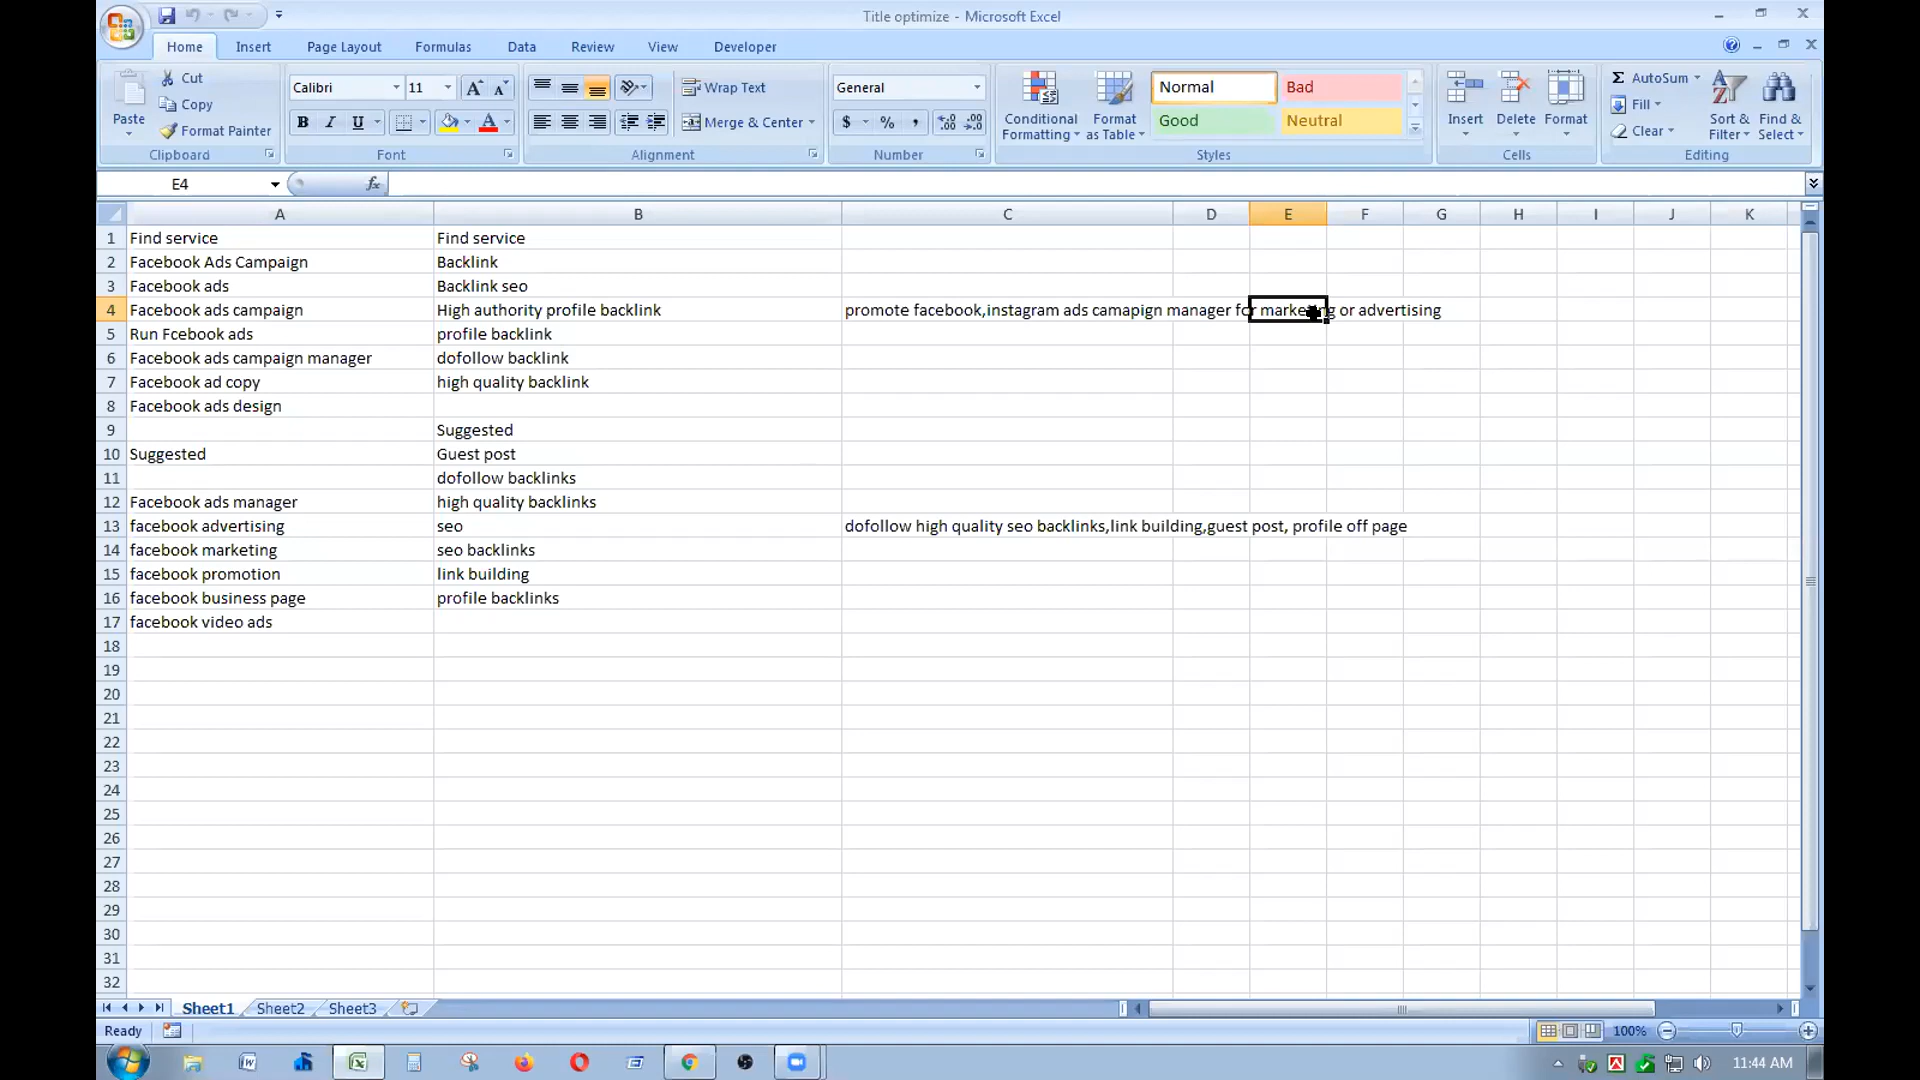 Title optimize - Microsoft Excel
Home Insert Page Layout Formulas Data Review View Developer
Paste
Cut
Copy
Format Painter
Clipboard
Calibri 11
B I U
Font
Wrap Text
Merge & Center
Alignment
General
$ % ,
Number
Conditional Formatting
Format as Table
Normal Bad
Good Neutral
Styles
Insert Delete Format
Cells
Σ AutoSum
Fill
Clear
Sort & Filter
Find & Select
Editing
E4 fx
A B C D E F G H I J K
1 Find service Find service
2 Facebook Ads Campaign Backlink
3 Facebook ads Backlink seo
4 Facebook ads campaign High authority profile backlink promote facebook,instagram ads camapign manager for marketing or advertising
5 Run Fcebook ads profile backlink
6 Facebook ads campaign manager dofollow backlink
7 Facebook ad copy high quality backlink
8 Facebook ads design
9 Suggested
10 Suggested Guest post
11 dofollow backlinks
12 Facebook ads manager high quality backlinks
13 facebook advertising seo dofollow high quality seo backlinks,link building,guest post, profile off page
14 facebook marketing seo backlinks
15 facebook promotion link building
16 facebook business page profile backlinks
17 facebook video ads
18
19
20
21
22
23
24
25
26
27
28
29
30
31
32
Sheet1 Sheet2 Sheet3
Ready 100%
11:44 AM